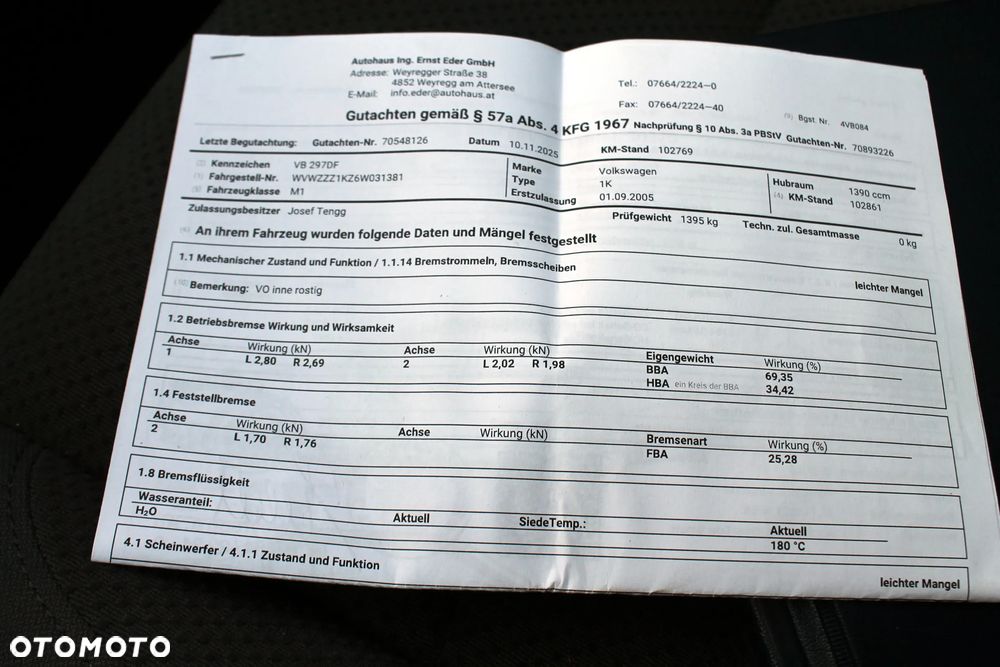 Autohaus Ing. Ernst Eder GmbH
Adresse: Weyregger Straße 38
4852 Weyregg am Attersee
E-Mail: info.eder@autohaus.at
Tel.: 07664/2224-0
Fax: 07664/2224-40
Gutachten gemäß § 57a Abs. 4 KFG 1967 Nachprüfung § 10 Abs. 3a PBStV
Bgst. Nr. 4VB084
Gutachten-Nr. 70893226
Letzte Begutachtung: Gutachten-Nr. 70548126 Datum 10.11.2025 KM-Stand 102769
Kennzeichen VB 297DF Marke Volkswagen Hubraum 1390 ccm
Fahrgestell-Nr. WVWZZZ1KZ6W031381 Type 1K (4) KM-Stand 102861
Fahrzeugklasse M1 Erstzulassung 01.09.2005
Zulassungsbesitzer Josef Tengg Prüfgewicht 1395 kg Techn. zul. Gesamtmasse 0 kg
An ihrem Fahrzeug wurden folgende Daten und Mängel festgestellt
1.1 Mechanischer Zustand und Funktion / 1.1.14 Bremstrommeln, Bremsscheiben leichter Mangel
(10) Bemerkung: VO inne rostig
1.2 Betriebsbremse Wirkung und Wirksamkeit
Achse Wirkung (kN) Achse Wirkung (kN) Eigengewicht Wirkung (%)
1 L 2,80 R 2,69 2 L 2,02 R 1,98 BBA 69,35
HBA ein Kreis der BBA 34,42
1.4 Feststellbremse
Achse Wirkung (kN) Achse Wirkung (kN) Bremsenart Wirkung (%)
2 L 1,70 R 1,76 FBA 25,28
1.8 Bremsflüssigkeit
Wasseranteil: Aktuell SiedeTemp.: Aktuell
H₂O 180 °C
4.1 Scheinwerfer / 4.1.1 Zustand und Funktion leichter Mangel
OTOMOTO